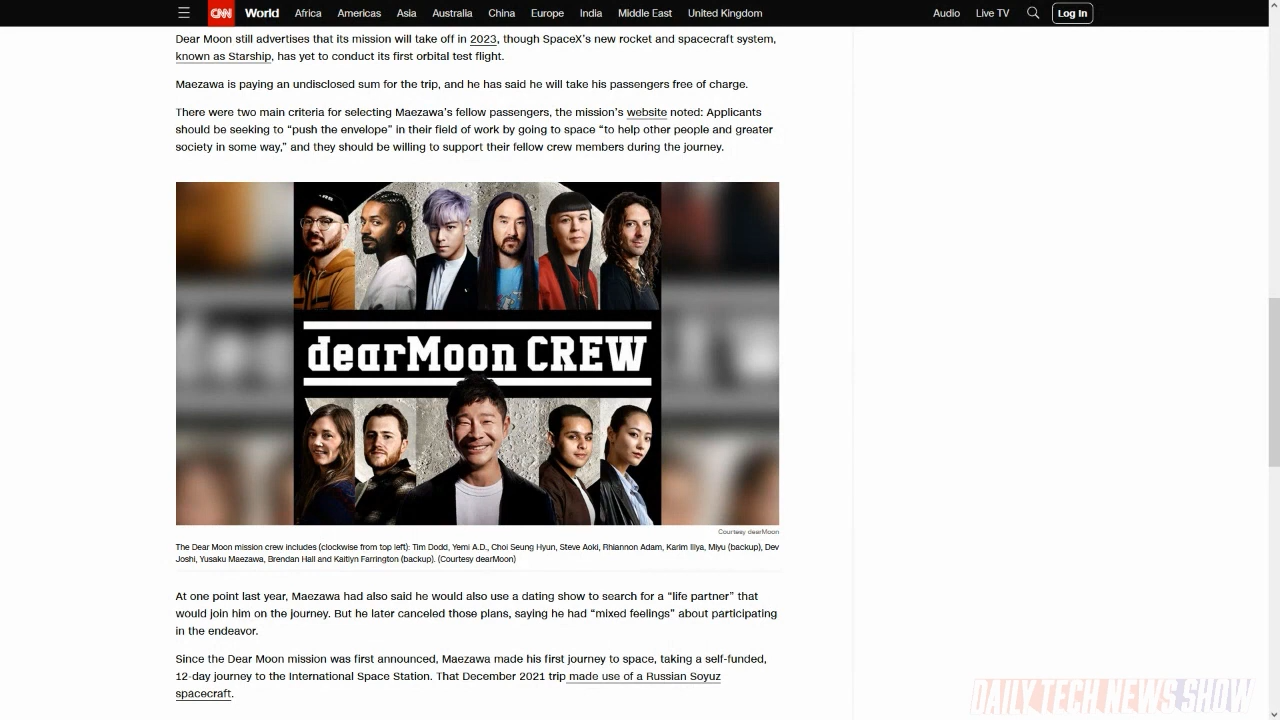 CNN World Africa Americas Asia Australia China Europe India Middle East United Kingdom Audio Live TV Log In
Dear Moon still advertises that its mission will take off in 2023, though SpaceX's new rocket and spacecraft system,
known as Starship, has yet to conduct its first orbital test flight.
Maezawa is paying an undisclosed sum for the trip, and he has said he will take his passengers free of charge.
There were two main criteria for selecting Maezawa's fellow passengers, the mission's website noted: Applicants
should be seeking to "push the envelope" in their field of work by going to space "to help other people and greater
society in some way," and they should be willing to support their fellow crew members during the journey.
dearMoon CREW
Courtesy dearMoon
The Dear Moon mission crew includes (clockwise from top left): Tim Dodd, Yemi A.D., Choi Seung Hyun, Steve Aoki, Rhiannon Adam, Karim Iliya, Miyu (backup), Dev
Joshi, Yusaku Maezawa, Brendan Hall and Kaitlyn Farrington (backup). (Courtesy dearMoon)
At one point last year, Maezawa had also said he would also use a dating show to search for a "life partner" that
would join him on the journey. But he later canceled those plans, saying he had "mixed feelings" about participating
in the endeavor.
Since the Dear Moon mission was first announced, Maezawa made his first journey to space, taking a self-funded,
12-day journey to the International Space Station. That December 2021 trip made use of a Russian Soyuz
spacecraft.
DAILY TECH NEWS SHOW